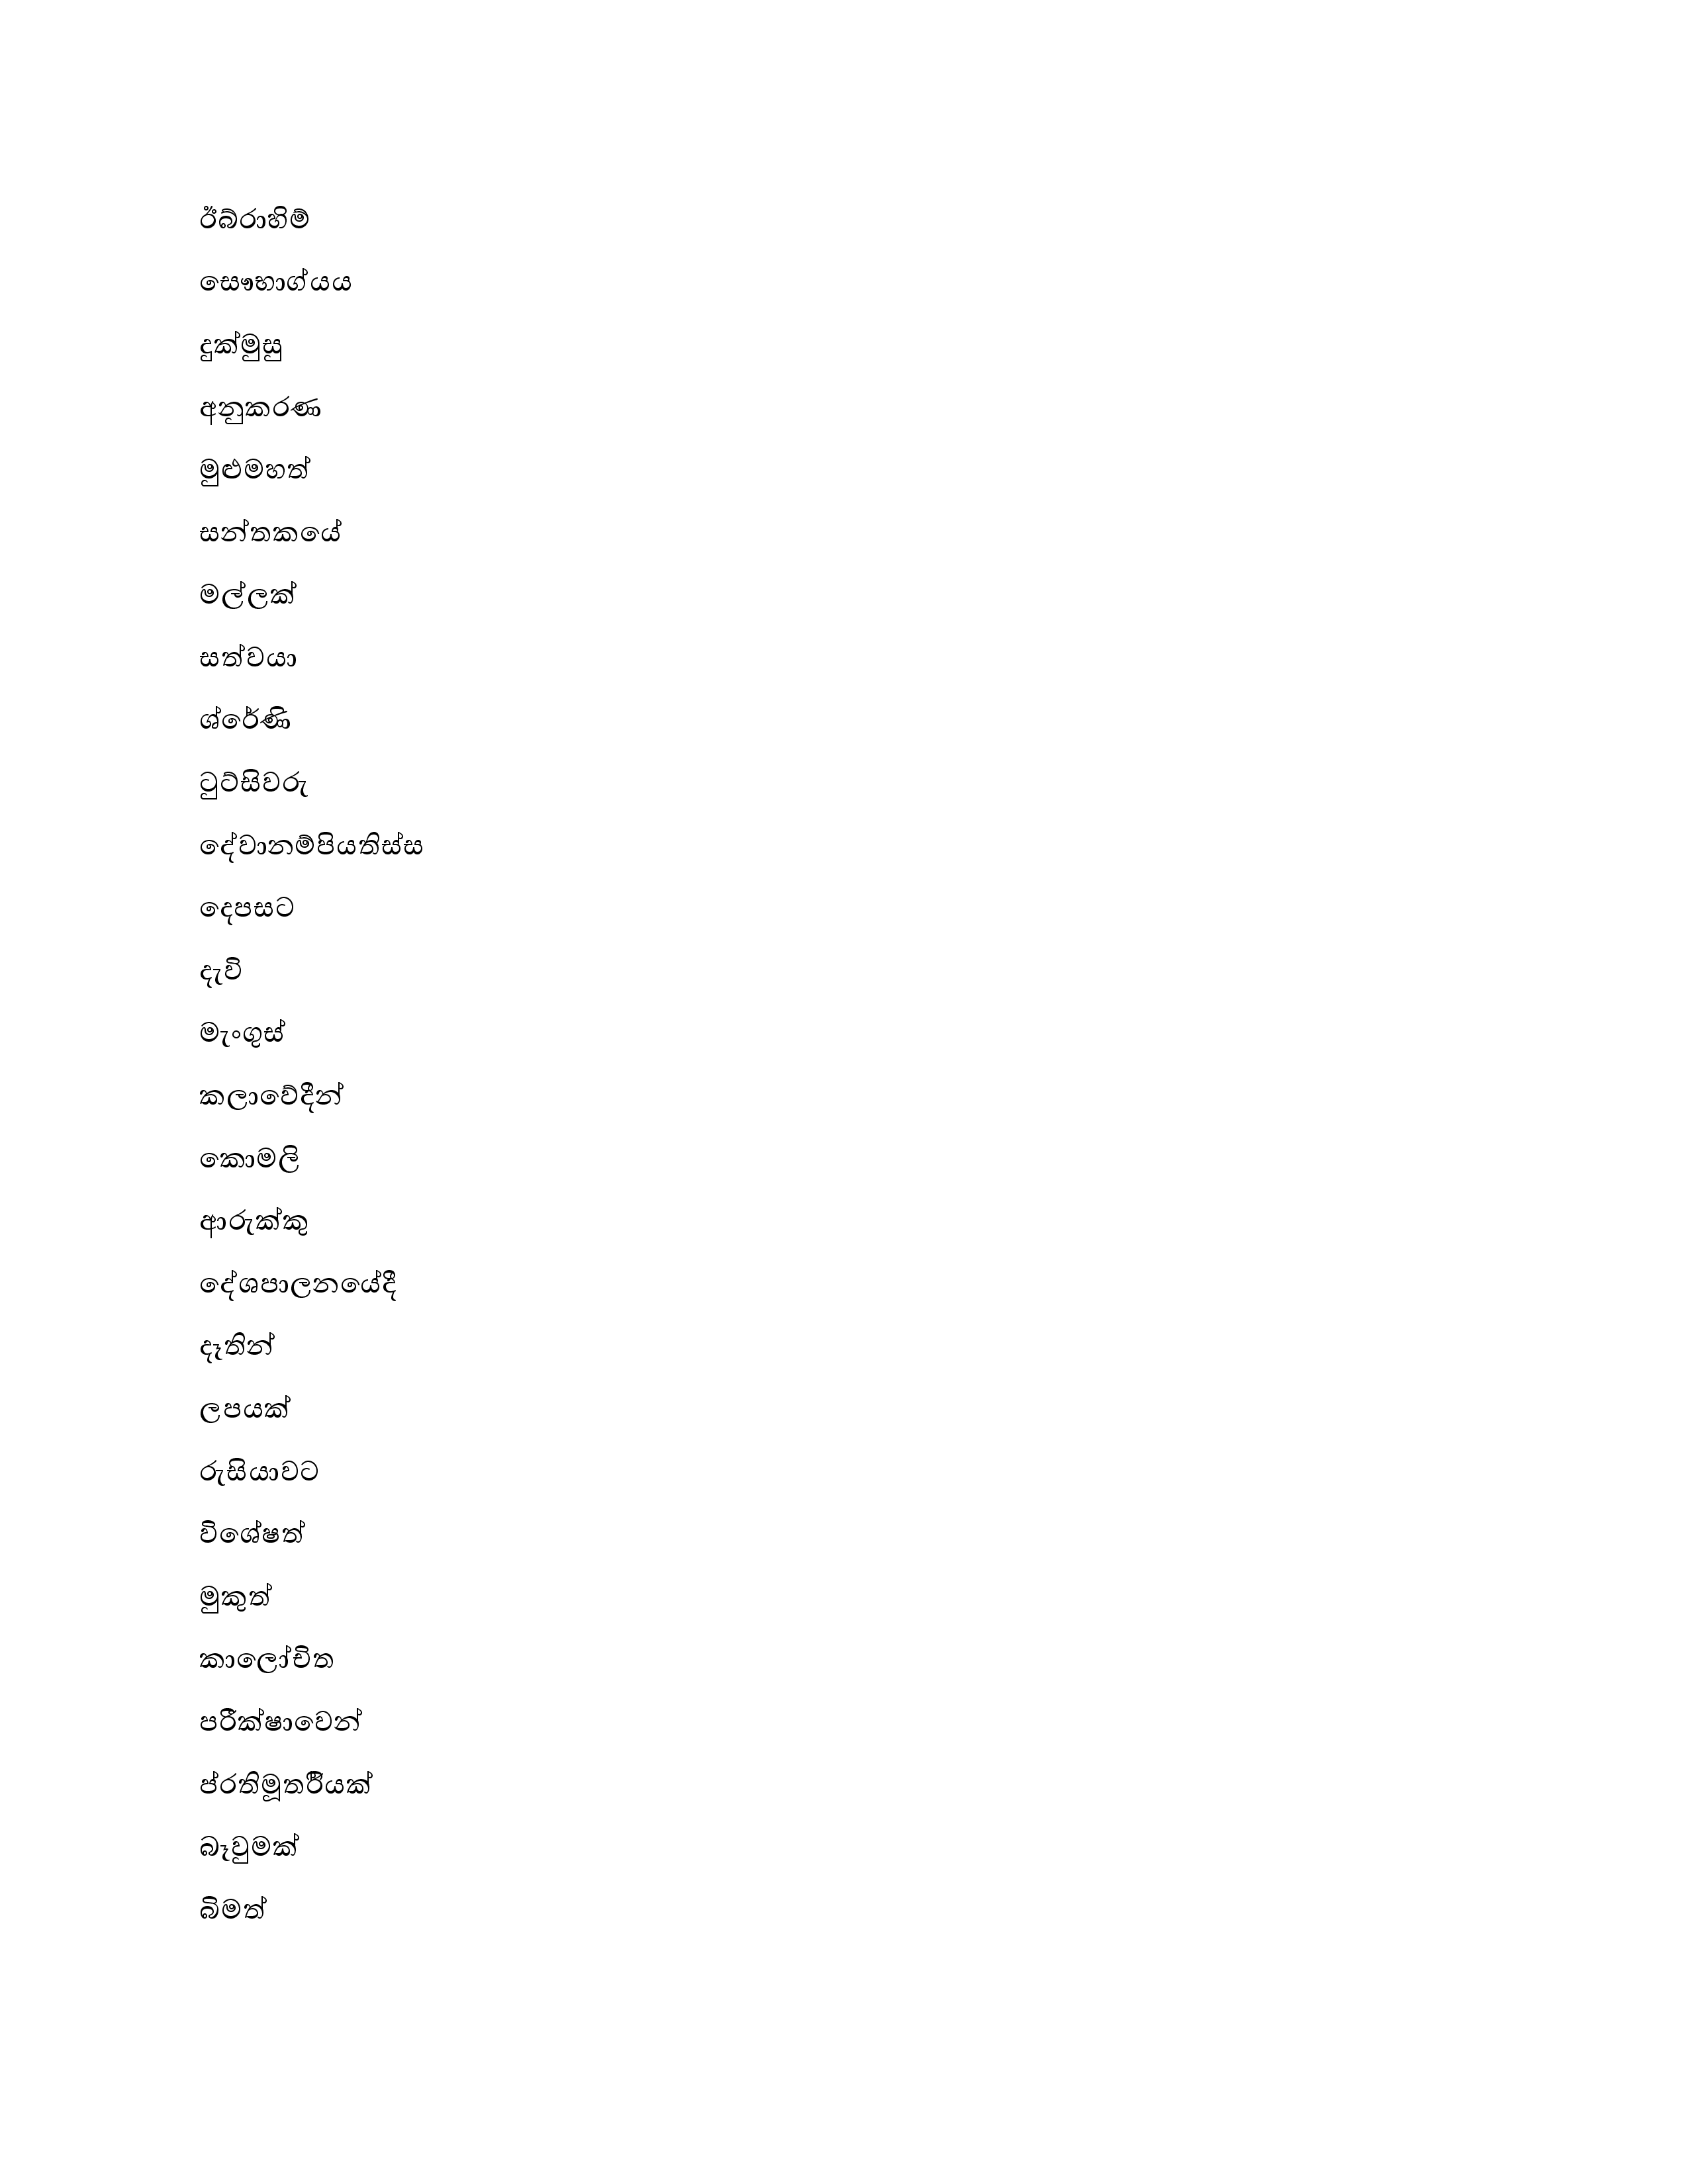 ඊබ්රාහිම්
සෞභාග්යය
දුක්මුසු
අනුකරණ
මුළුමහත්
සන්තකයේ
මල්ලක්
සත්වයා
ශ්රේණි
ටුට්සිවරු
දේවානම්පියතිස්ස
දෙපසට
දැවි
මැංගුස්
කලාවේදීන්
කොමලි
ආරුක්කු
දේශපාලනයේදී
දෑතින්
ලපයක්
රුසියාවට
විශේෂත්
මුකුත්
කාලෝචිත
පරීක්ෂාවෙන්
ප්රතිමූතර්යීක්
බෑවුමක්
බිමත්